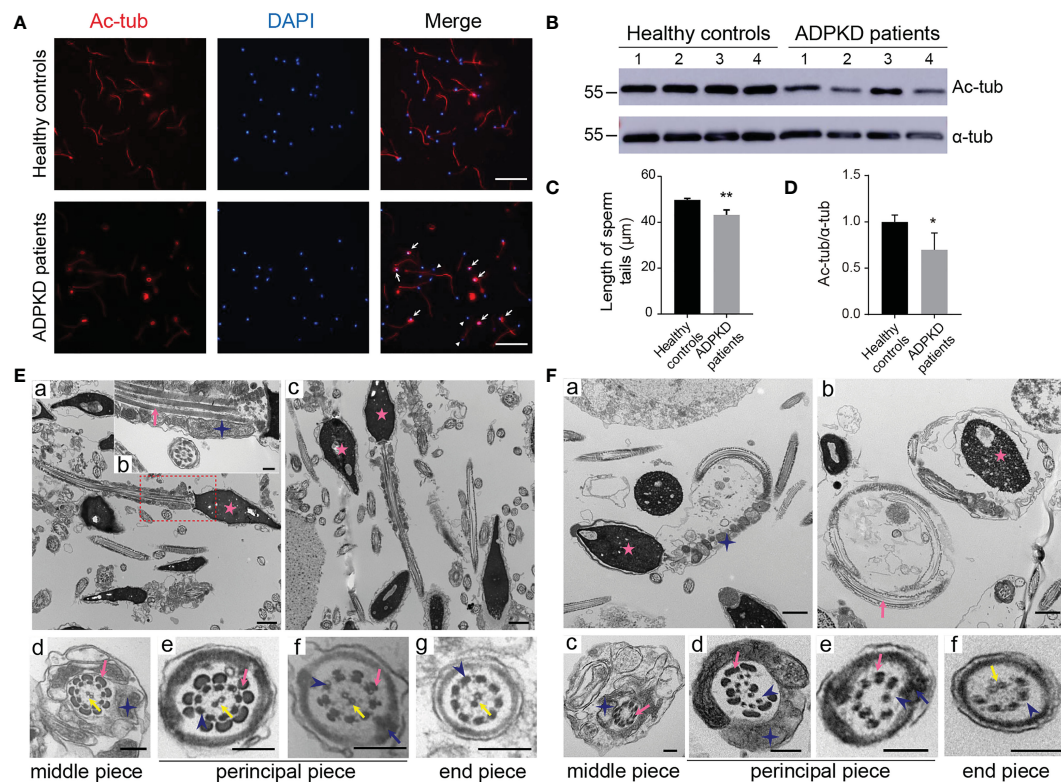 A
Ac-tub
DAPI
Merge
Healthy controls
ADPKD patients
B
Healthy controls
ADPKD patients
1 2 3 4 1 2 3 4
55
Ac-tub
55
α-tub
C
Length of sperm
tails (µm)
60
40
20
0
**
Healthy
controls
ADPKD
patients
D
Ac-tub/α-tub
1.5
1.0
0.5
0.0
*
Healthy
controls
ADPKD
patients
E
a
b
c
d
e
f
g
middle piece
perincipal piece
end piece
F
a
b
c
d
e
f
middle piece
perincipal piece
end piece